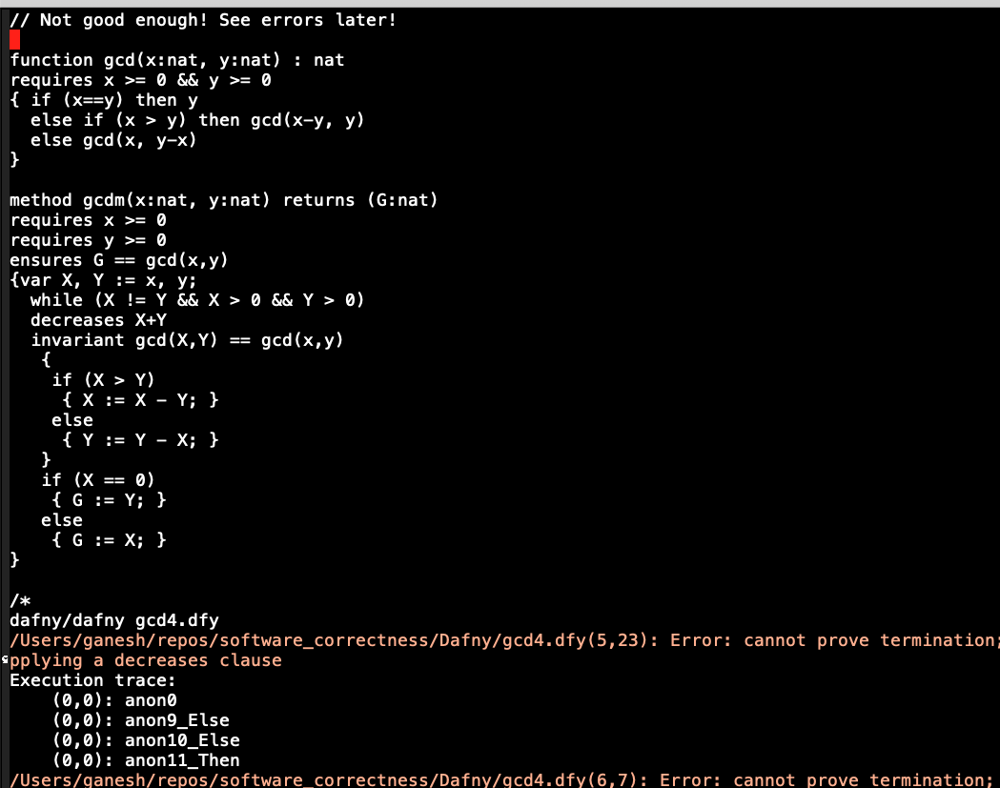 // Not good enough! See errors later!
function gcd(x:nat, y:nat) : nat
requires x >= 0 && y >= 0
{ if (x==y) then y
  else if (x > y) then gcd(x-y, y)
  else gcd(x, y-x)
}
method gcdm(x:nat, y:nat) returns (G:nat)
requires x >= 0
requires y >= 0
ensures G == gcd(x,y)
{var X, Y := x, y;
  while (X != Y && X > 0 && Y > 0)
  decreases X+Y
  invariant gcd(X,Y) == gcd(x,y)
   {
    if (X > Y)
     { X := X - Y; }
    else
     { Y := Y - X; }
   }
   if (X == 0)
    { G := Y; }
   else
    { G := X; }
}
/*
dafny/dafny gcd4.dfy
/Users/ganesh/repos/software_correctness/Dafny/gcd4.dfy(5,23): Error: cannot prove termination;
pplying a decreases clause
Execution trace:
    (0,0): anon0
    (0,0): anon9_Else
    (0,0): anon10_Else
    (0,0): anon11_Then
/Users/ganesh/repos/software_correctness/Dafny/gcd4.dfy(6,7): Error: cannot prove termination;